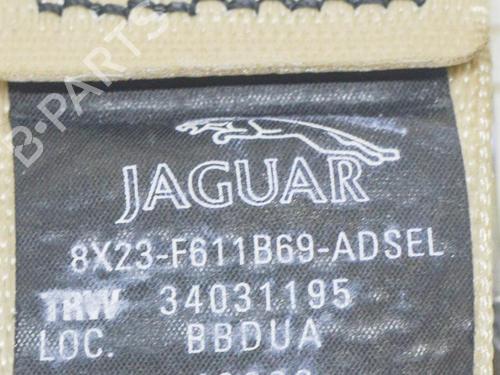 B-PARTS
JAGUAR
8X23-F611B69-ADSEL
TRW 34031195
LOC. BBDUA